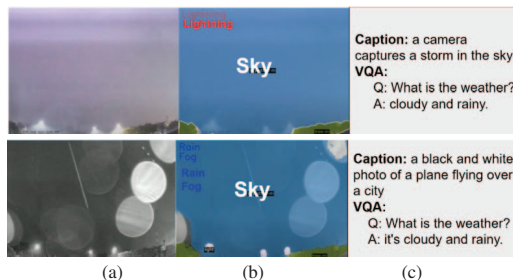 Lightning
Lightning
Sky
Caption: a camera
captures a storm in the sky
VQA:
Q: What is the weather?
A: cloudy and rainy.
Rain
Fog
Rain
Fog
Sky
Caption: a black and white
photo of a plane flying over
a city
VQA:
Q: What is the weather?
A: it's cloudy and rainy.
(a)
(b)
(c)